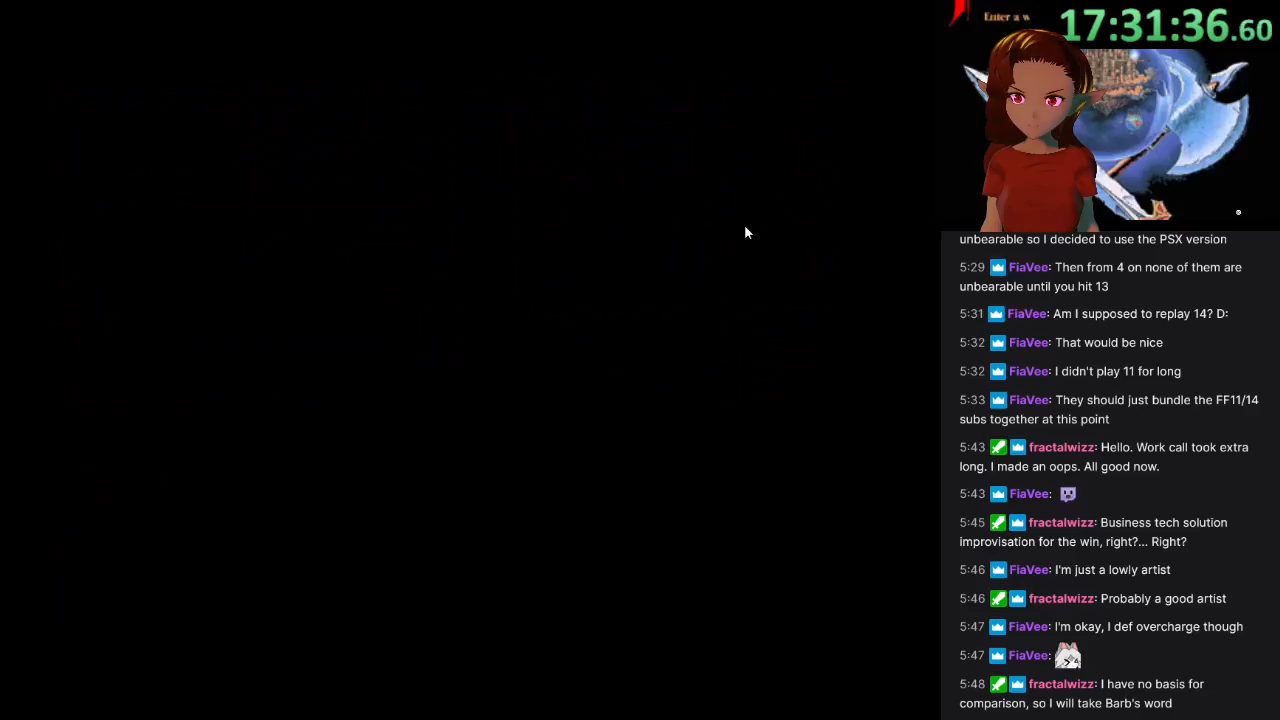 Enter a w
17:31:36.60
unbearable so I decided to use the PSX version
5:29 FiaVee: Then from 4 on none of them are
unbearable until you hit 13
5:31 FiaVee: Am I supposed to replay 14? D:
5:32 FiaVee: That would be nice
5:32 FiaVee: I didn't play 11 for long
5:33 FiaVee: They should just bundle the FF11/14
subs together at this point
5:43 fractalwizz: Hello. Work call took extra
long. I made an oops. All good now.
5:43 FiaVee:
5:45 fractalwizz: Business tech solution
improvisation for the win, right?... Right?
5:46 FiaVee: I'm just a lowly artist
5:46 fractalwizz: Probably a good artist
5:47 FiaVee: I'm okay, I def overcharge though
5:47 FiaVee:
5:48 fractalwizz: I have no basis for
comparison, so I will take Barb's word